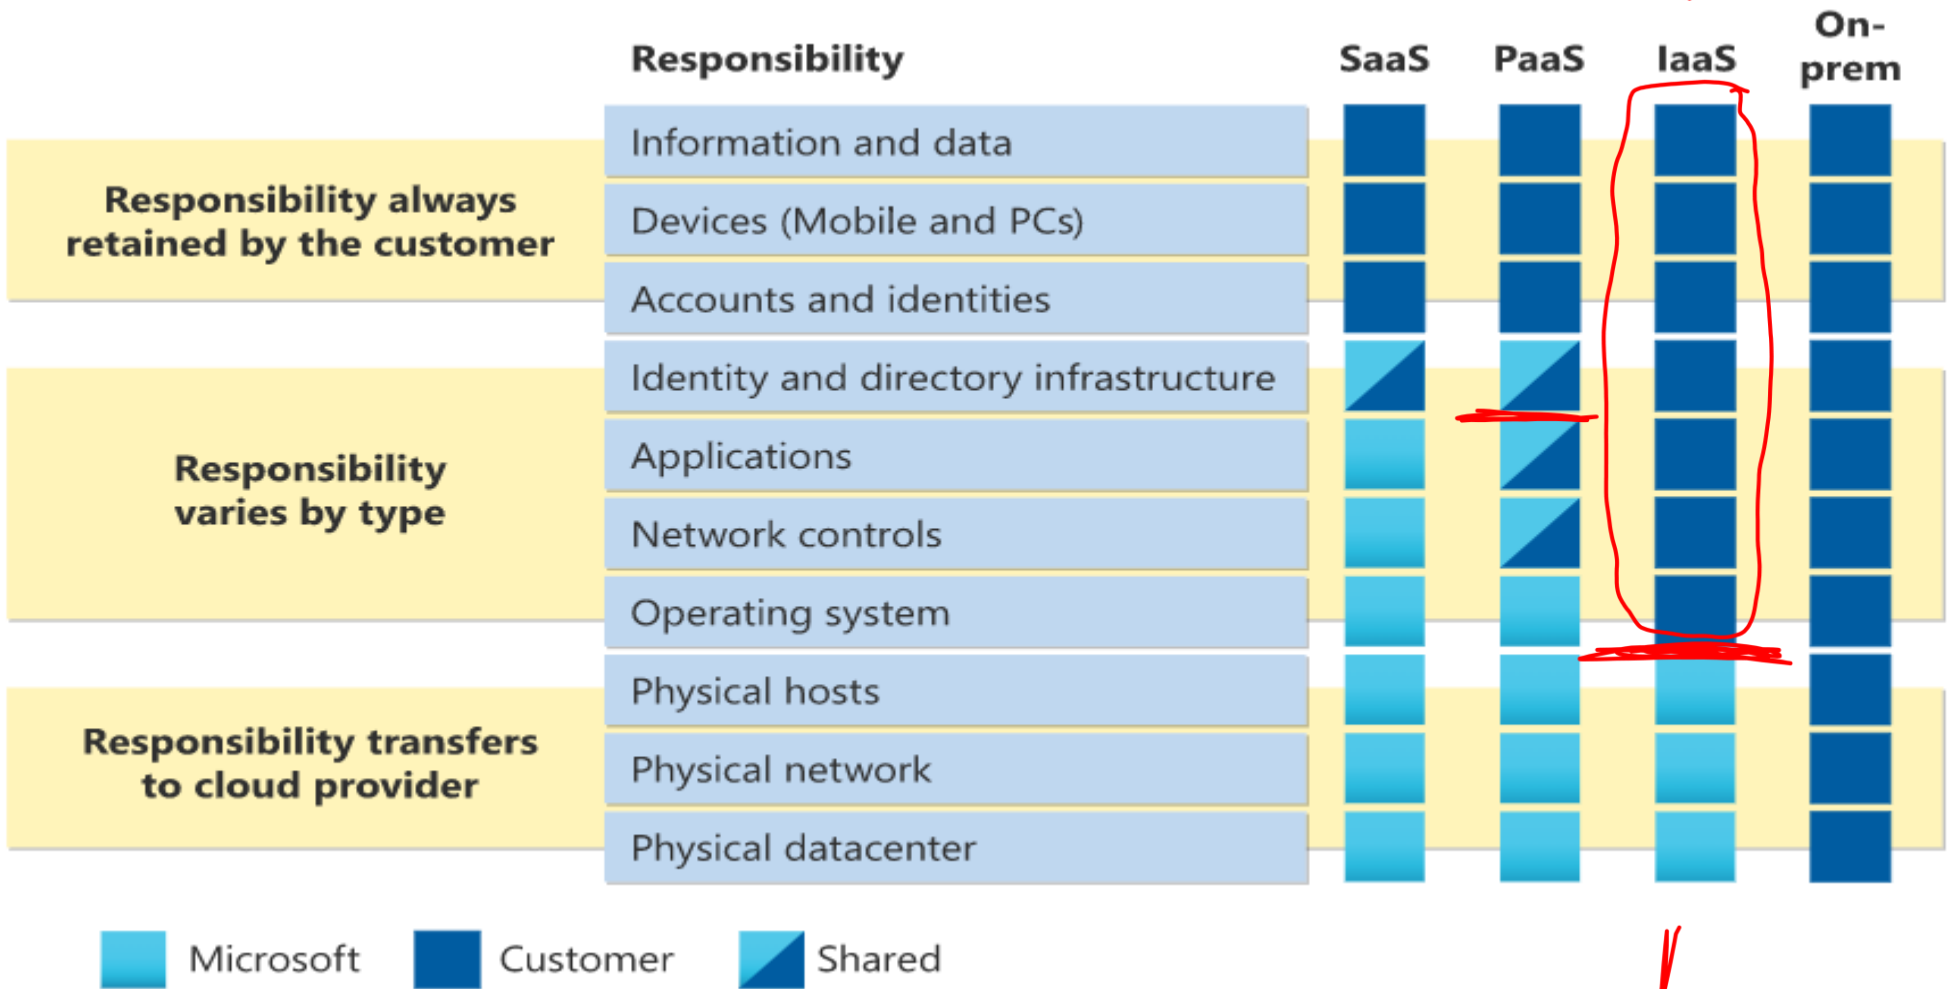 Responsibility
SaaS
PaaS
IaaS
On-
prem
Responsibility always
retained by the customer
Information and data
Devices (Mobile and PCs)
Accounts and identities
Responsibility
varies by type
Identity and directory infrastructure
Applications
Network controls
Operating system
Responsibility transfers
to cloud provider
Physical hosts
Physical network
Physical datacenter
Microsoft
Customer
Shared